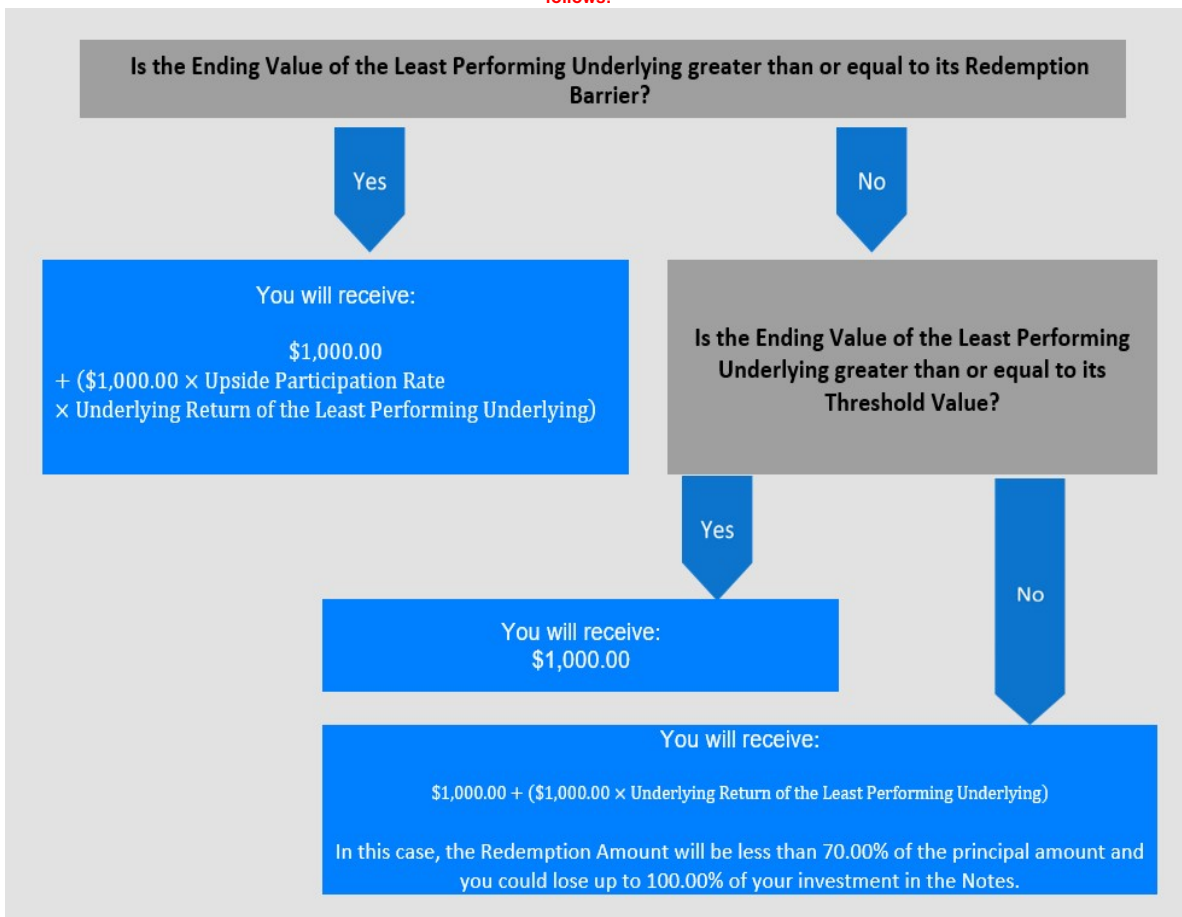 follows:
Is the Ending Value of the Least Performing Underlying greater than or equal to its Redemption
Barrier?
Yes
No
You will receive:
$1,000.00
+ ($1,000.00 × Upside Participation Rate
× Underlying Return of the Least Performing Underlying)
Is the Ending Value of the Least Performing
Underlying greater than or equal to its
Threshold Value?
Yes
No
You will receive:
$1,000.00
You will receive:
$1,000.00 + ($1,000.00 × Underlying Return of the Least Performing Underlying)
In this case, the Redemption Amount will be less than 70.00% of the principal amount and
you could lose up to 100.00% of your investment in the Notes.